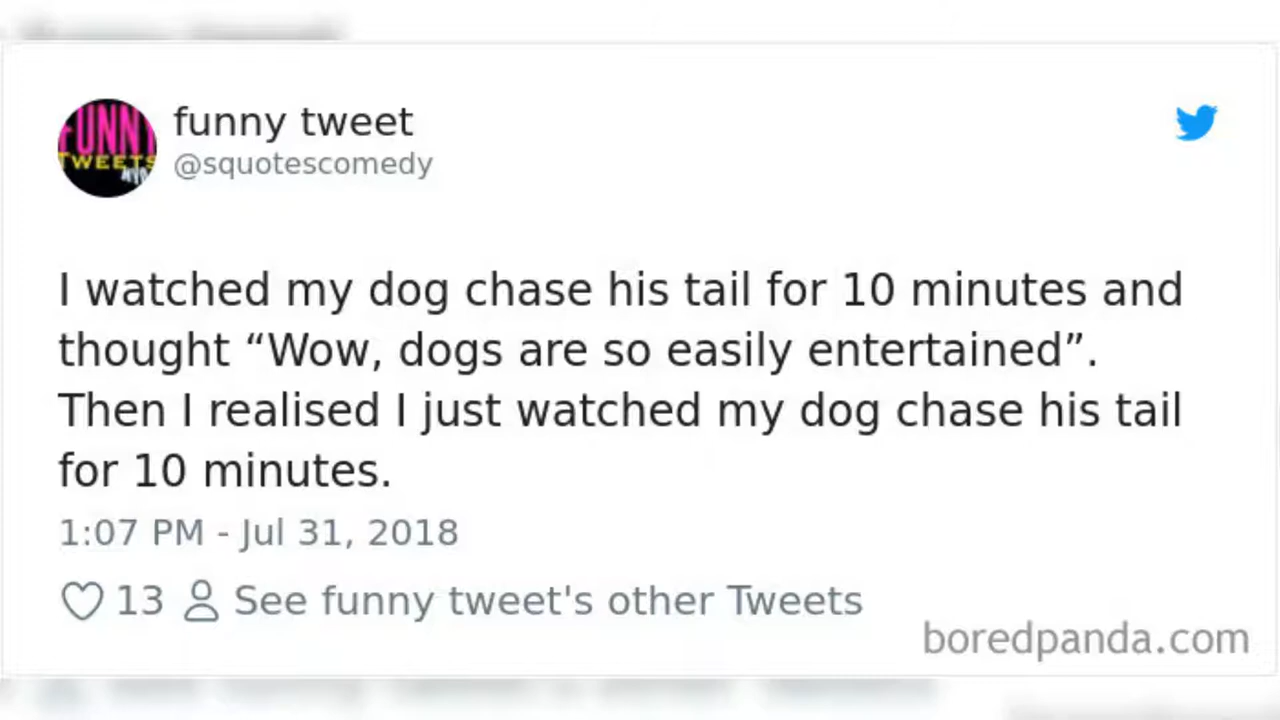 FUNNY
TWEETS
funny tweet
@squotescomedy
I watched my dog chase his tail for 10 minutes and
thought “Wow, dogs are so easily entertained”.
Then I realised I just watched my dog chase his tail
for 10 minutes.
1:07 PM - Jul 31, 2018
13 See funny tweet's other Tweets
boredpanda.com